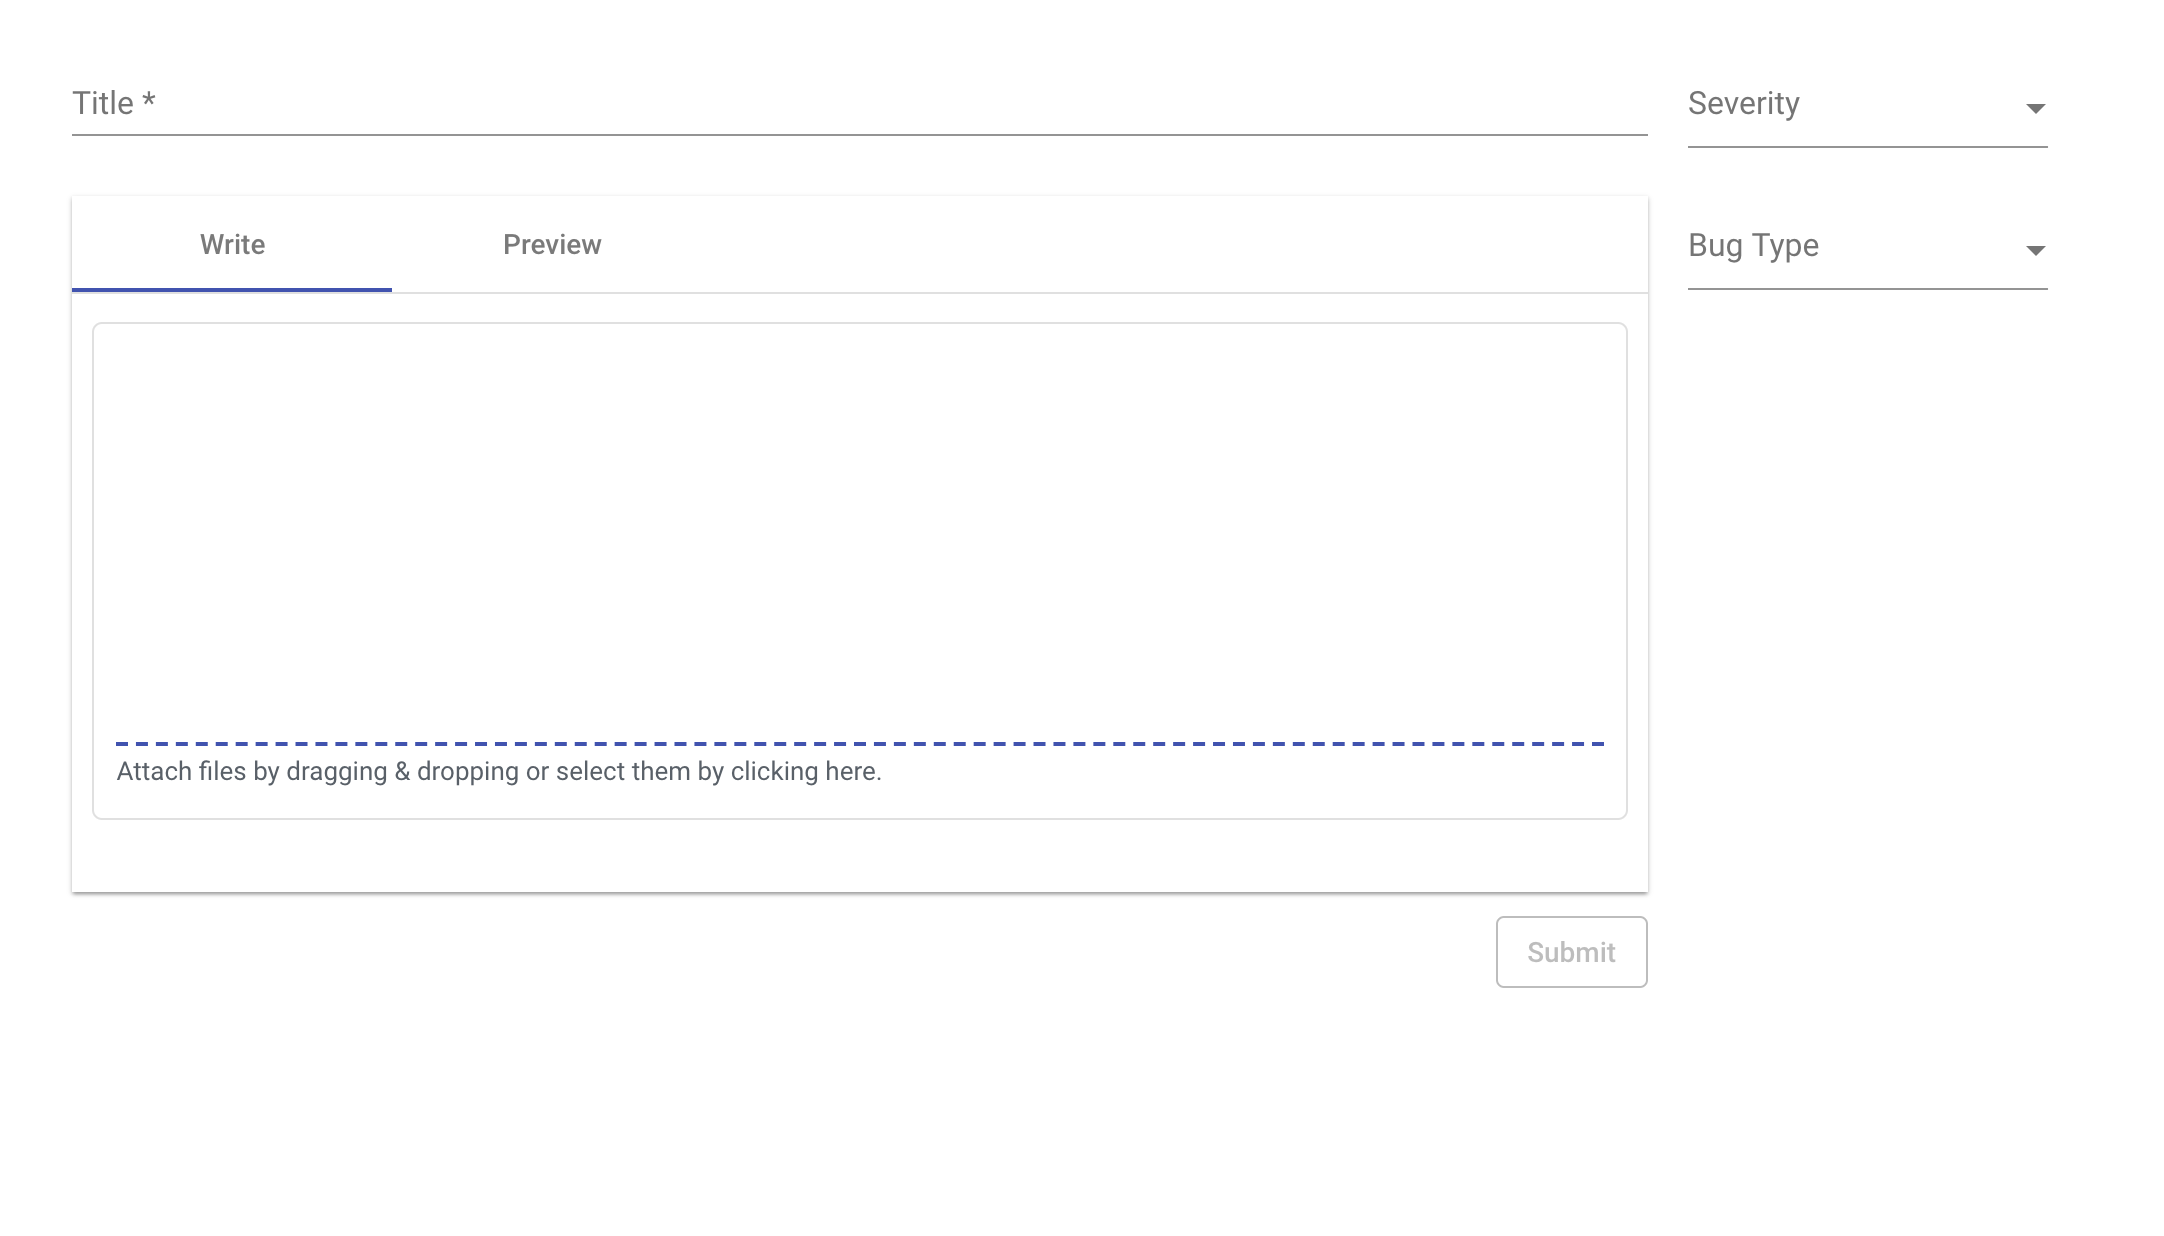 Title *
Severity
Write
Preview
Bug Type
Attach files by dragging & dropping or select them by clicking here.
Submit